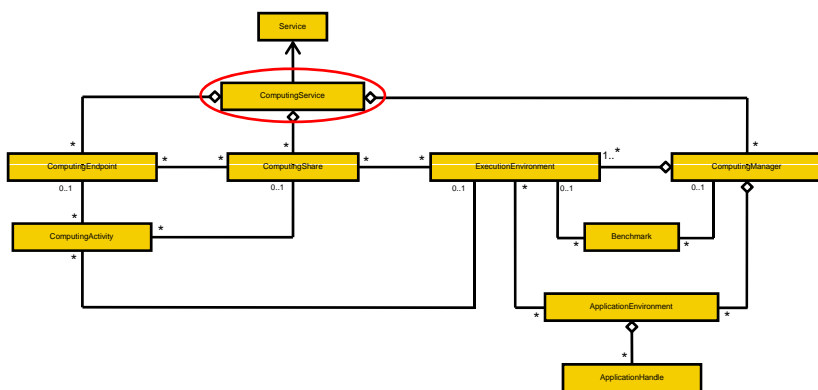 Service
ComputingService
* * *
ComputingEndpoint * * ComputingShare * * ExecutionEnvironment 1..* ComputingManager
0..1 0..1 0..1 * 0..1 0..1
* ComputingActivity * * Benchmark *
*
* ApplicationEnvironment *
*
ApplicationHandle